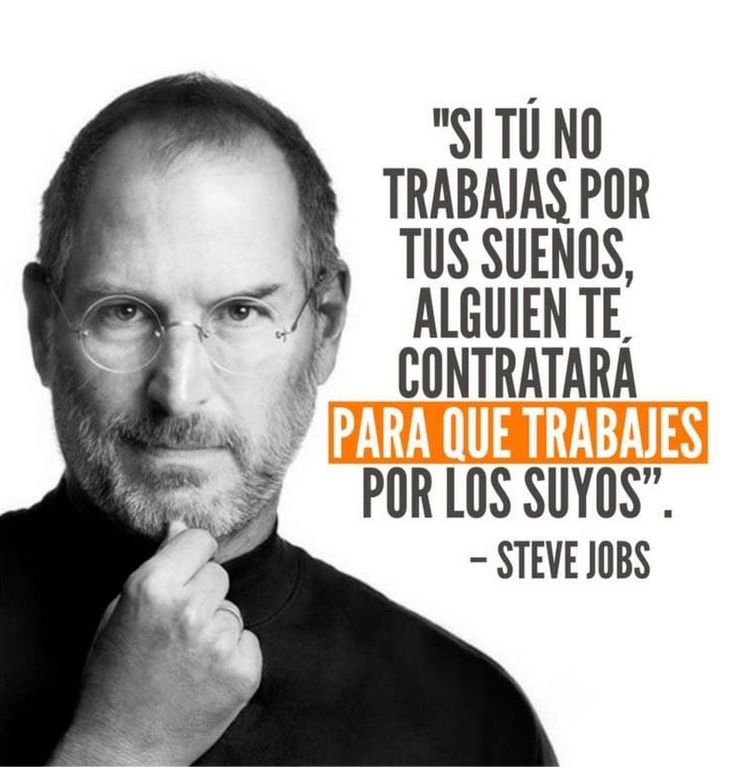 "SI TÚ NO
TRABAJAS POR
TUS SUEÑOS,
ALGUIEN TE
CONTRATARÁ
PARA QUE TRABAJES
POR LOS SUYOS”.
– STEVE JOBS